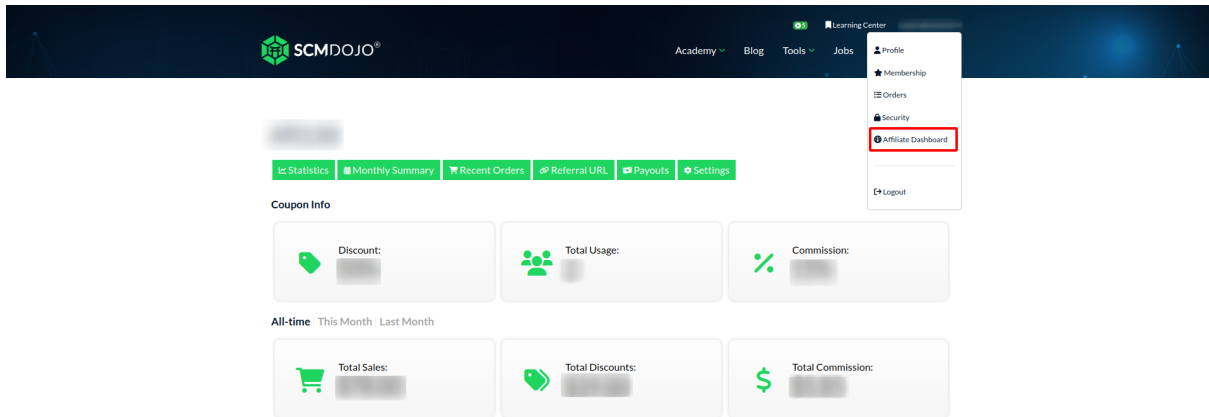 5 Learning Center
SCMDOJO®
Academy Blog Tools Jobs
Profile
Membership
Orders
Security
Affiliate Dashboard
Logout
Statistics Monthly Summary Recent Orders Referral URL Payouts Settings
Coupon Info
Discount: Total Usage: Commission:
All-time This Month Last Month
Total Sales: Total Discounts: Total Commission: